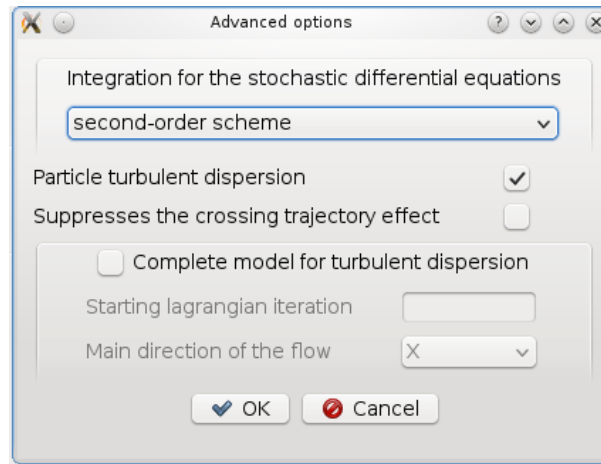 Advanced options
Integration for the stochastic differential equations
second-order scheme
Particle turbulent dispersion
Suppresses the crossing trajectory effect
Complete model for turbulent dispersion
Starting lagrangian iteration
Main direction of the flow X
OK Cancel